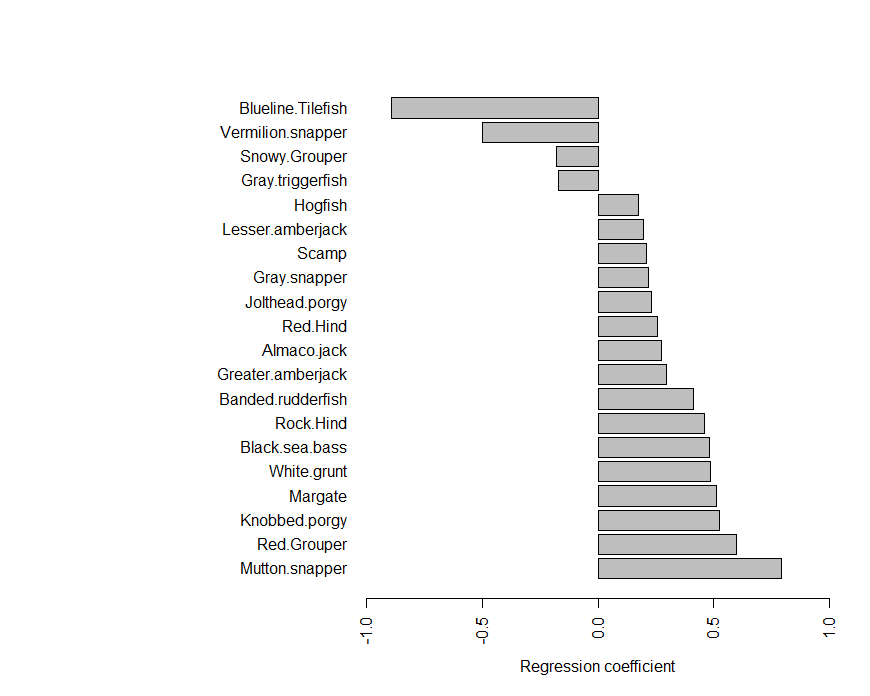 Blueline.Tilefish
Vermilion.snapper
Snowy.Grouper
Gray.triggerfish
Hogfish
Lesser.amberjack
Scamp
Gray.snapper
Jolthead.porgy
Red.Hind
Almaco.jack
Greater.amberjack
Banded.rudderfish
Rock.Hind
Black.sea.bass
White.grunt
Margate
Knobbed.porgy
Red.Grouper
Mutton.snapper
-1.0 -0.5 0.0 0.5 1.0
Regression coefficient